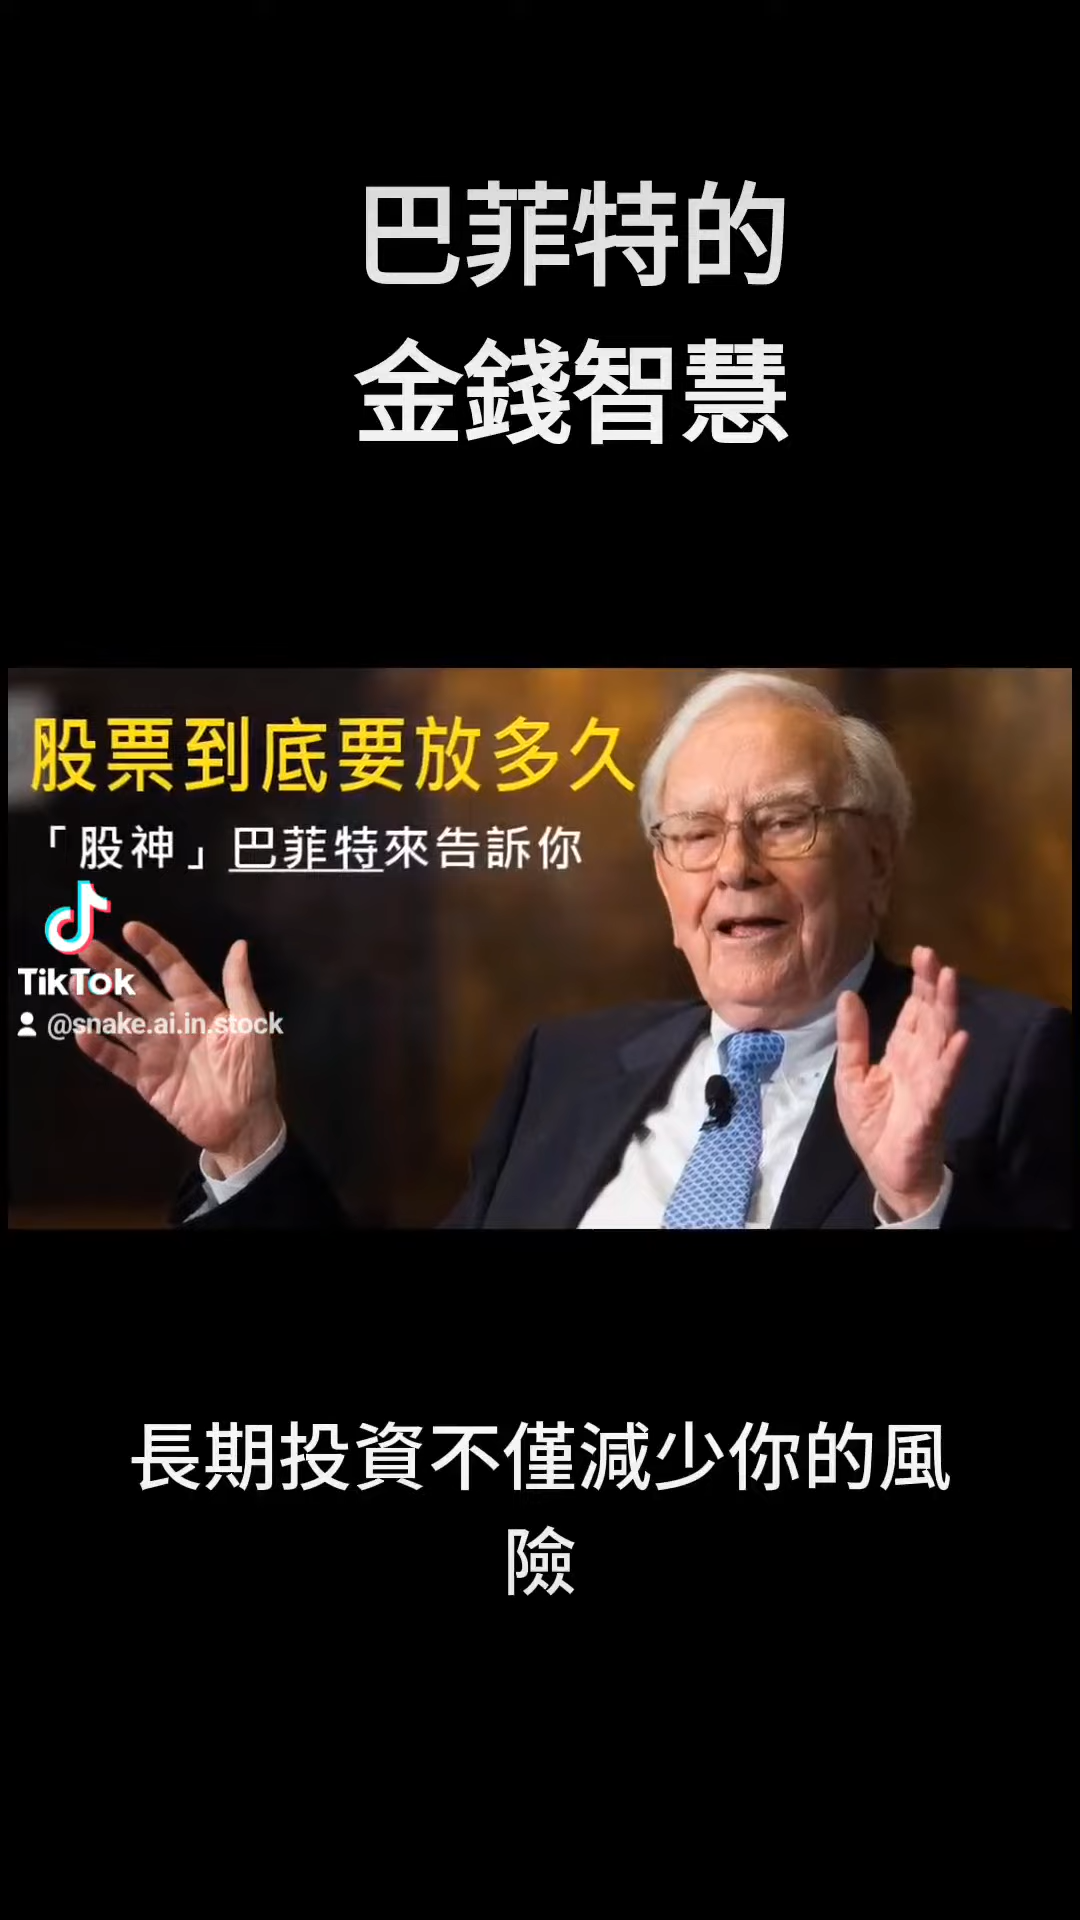 巴菲特的
金錢智慧
股票到底要放多久
「股神」巴菲特來告訴你
TikTok
@snake.ai.in.stock
長期投資不僅減少你的風
險